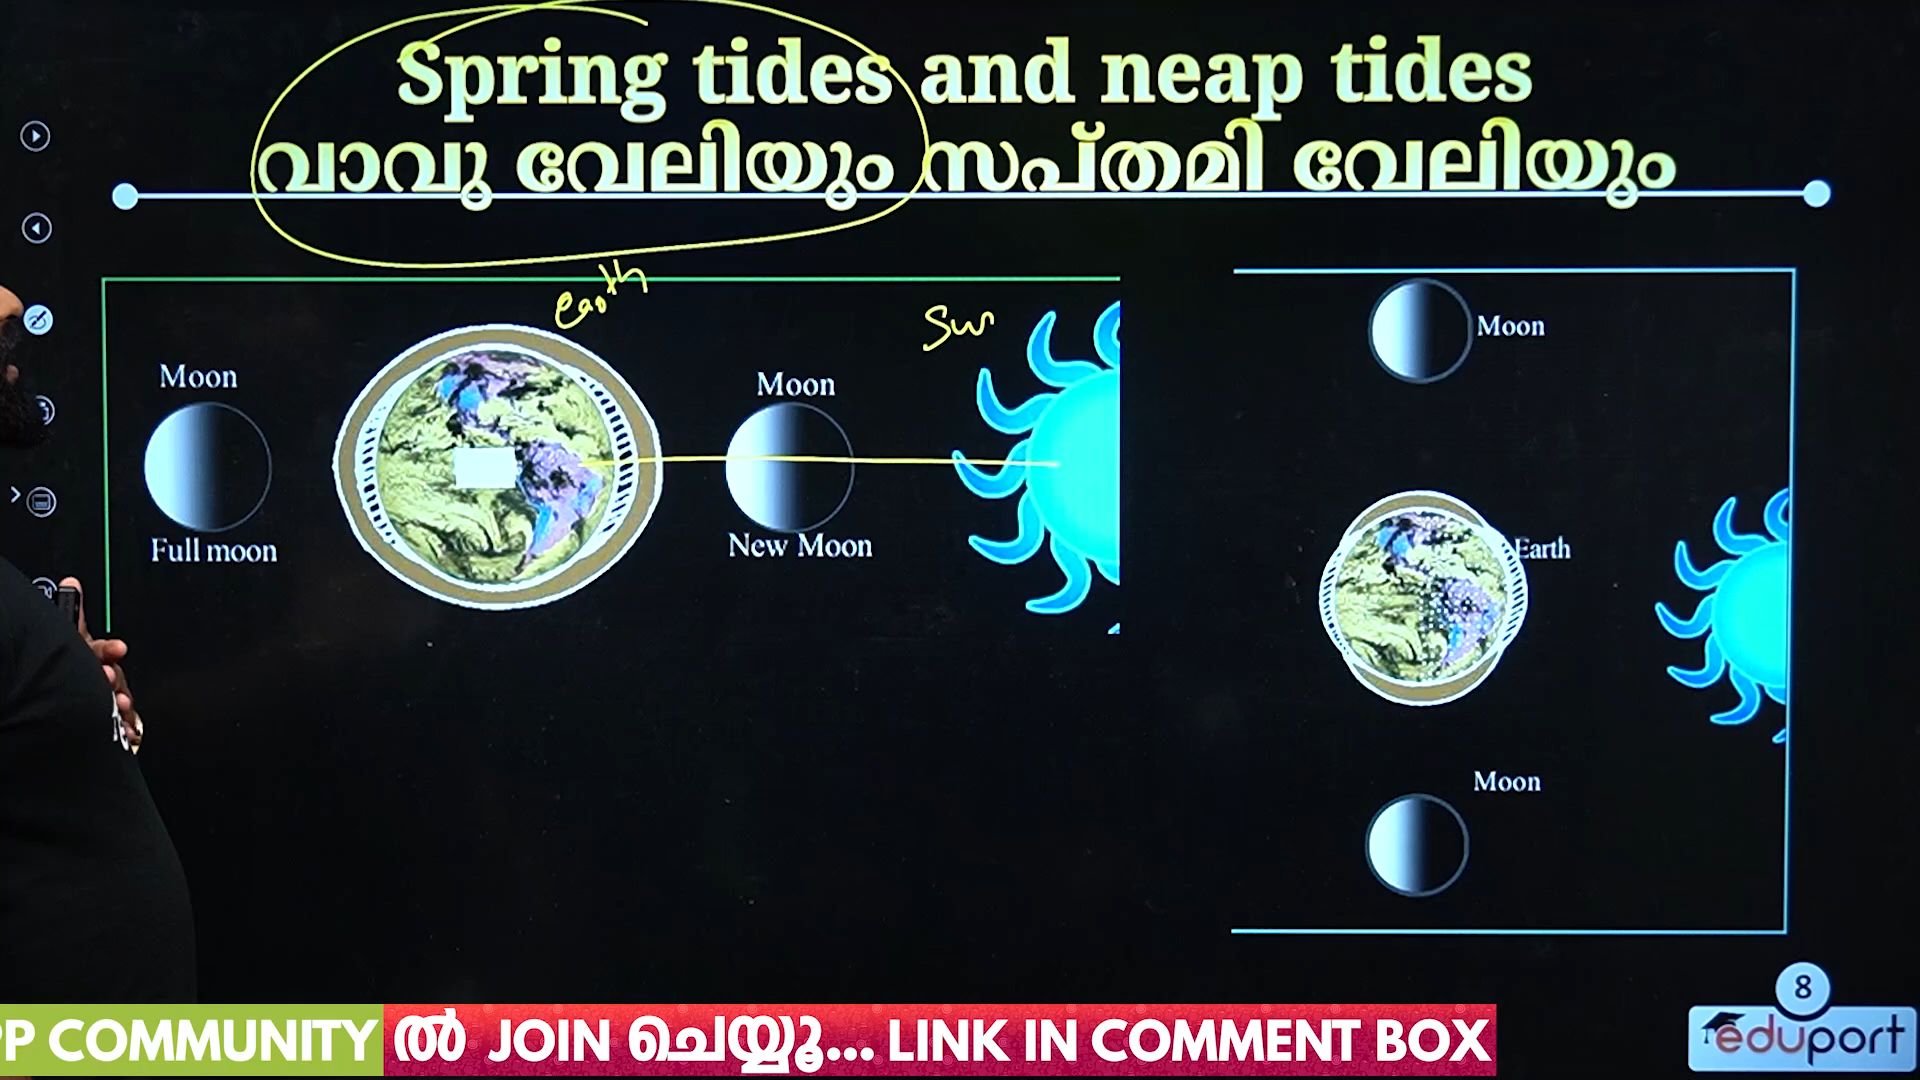 Spring tides and neap tides
വാവു വേലിയും സപ്തമി വേലിയും
earth
Sun
Moon
Full moon
Moon
New Moon
Moon
Earth
Moon
8
eduport
PP COMMUNITY ൽ JOIN ചെയ്യൂ... LINK IN COMMENT BOX